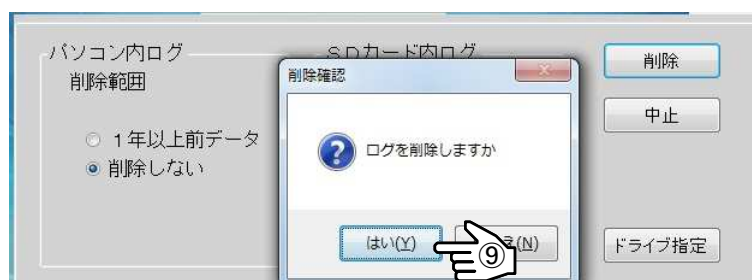 パソコン内ログ
削除範囲
1年以上前データ
削除しない
SDカード内ログ
削除確認
ログを削除しますか
はい(Y)
え(N)
⑨
削除
中止
ドライブ指定